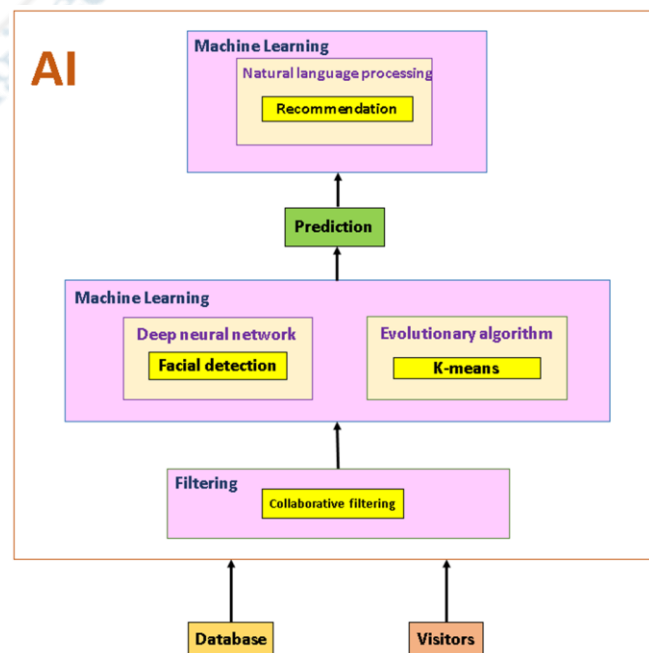 AI
Machine Learning
Natural language processing
Recommendation
Prediction
Machine Learning
Deep neural network
Facial detection
Evolutionary algorithm
K-means
Filtering
Collaborative filtering
Database
Visitors